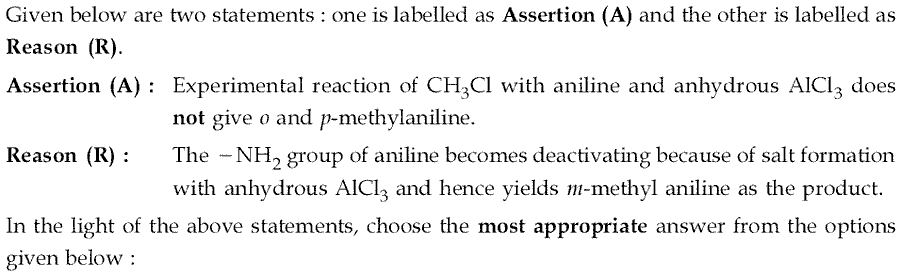 Given below are two statements : one is labelled as Assertion (A) and the other is labelled as
Reason (R).
Assertion (A) : Experimental reaction of CH₃Cl with aniline and anhydrous AlCl₃ does
not give o and p-methylaniline.
Reason (R) : The −NH₂ group of aniline becomes deactivating because of salt formation
with anhydrous AlCl₃ and hence yields m-methyl aniline as the product.
In the light of the above statements, choose the most appropriate answer from the options
given below :